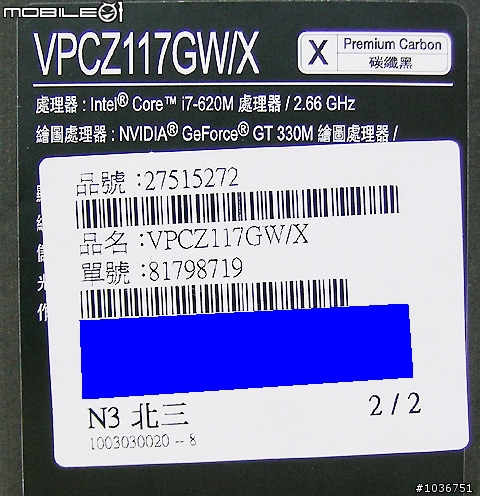 MOBILE01
VPCZ117GW/X
X Premium Carbon
碳纖黑
處理器 : Intel® Core™ i7-620M 處理器 / 2.66 GHz
繪圖處理器 : NVIDIA® GeForce® GT 330M 繪圖處理器 /
品號 :27515272
品名 :VPCZ117GW/X
單號 :81798719
N3 北三
2 / 2
1003030020 -- 8
#1036751